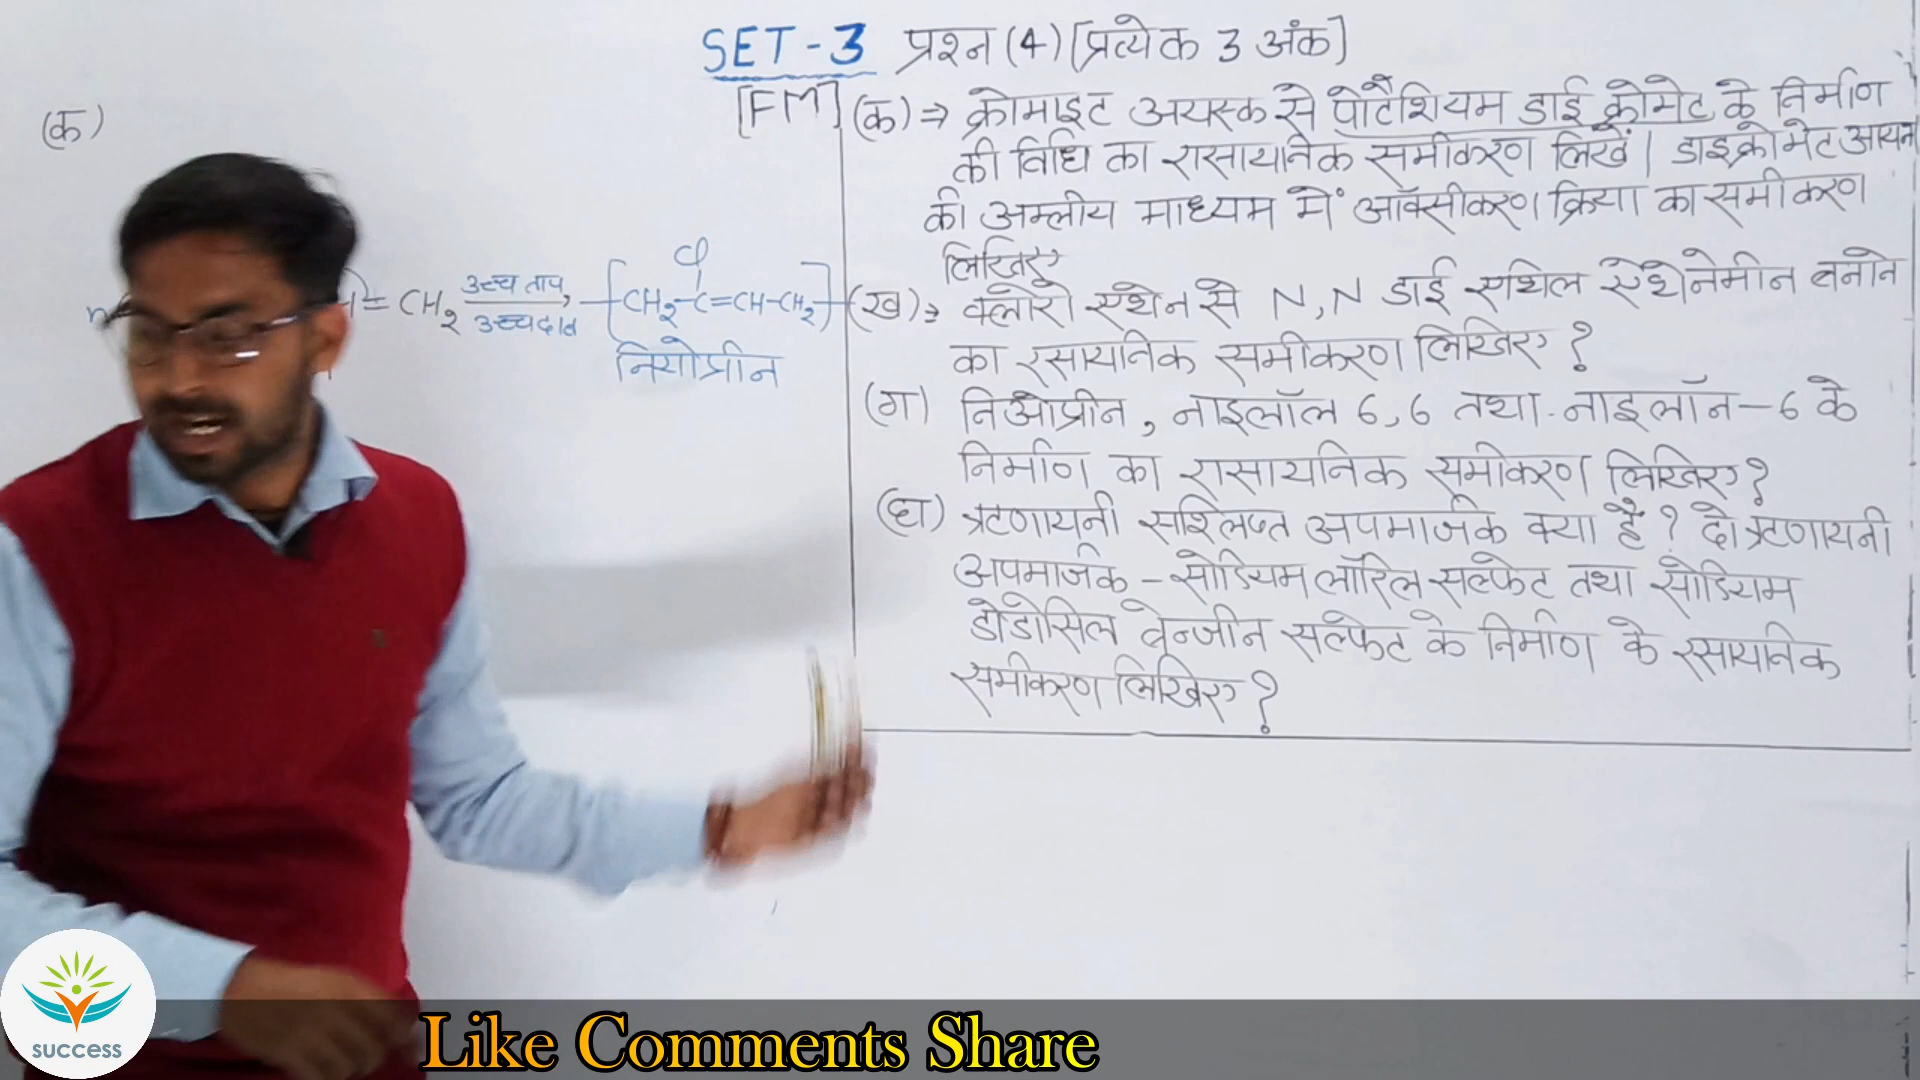 SET-3 प्रश्न (4) [प्रत्येक 3 अंक]
[FM] (क) ⇒ क्रोमाइट अयस्क से पोटैशियम डाई क्रोमेट के निर्माण
की विधि का रासायनिक समीकरण लिखें। डाइक्रोमेट आयन
की अम्लीय माध्यम में ऑक्सीकरण क्रिया का समीकरण
लिखिए
(ख) ⇒ क्लोरो एथेन से N,N डाई एथिल ऐथेनेमीन बनाने
का रसायनिक समीकरण लिखिए ?
(ग) निओप्रीन, नाइलॉल 6,6 तथा नाइलॉन-6 के
निर्माण का रासायनिक समीकरण लिखिए ?
(घ) ऋणायनी सश्लिष्त अपमार्जक क्या है ? दो ऋणायनी
अपमार्जक - सोडियम लॉरिल सल्फेट तथा सोडियम
डोडेसिल बेन्जीन सल्फेट के निर्माण के रसायनिक
समीकरण लिखिए ?
(क)
Cl
= CH2 उच्च ताप, [CH2-C=CH-CH2]
उच्च दाब
नियोप्रीन
success
Like Comments Share